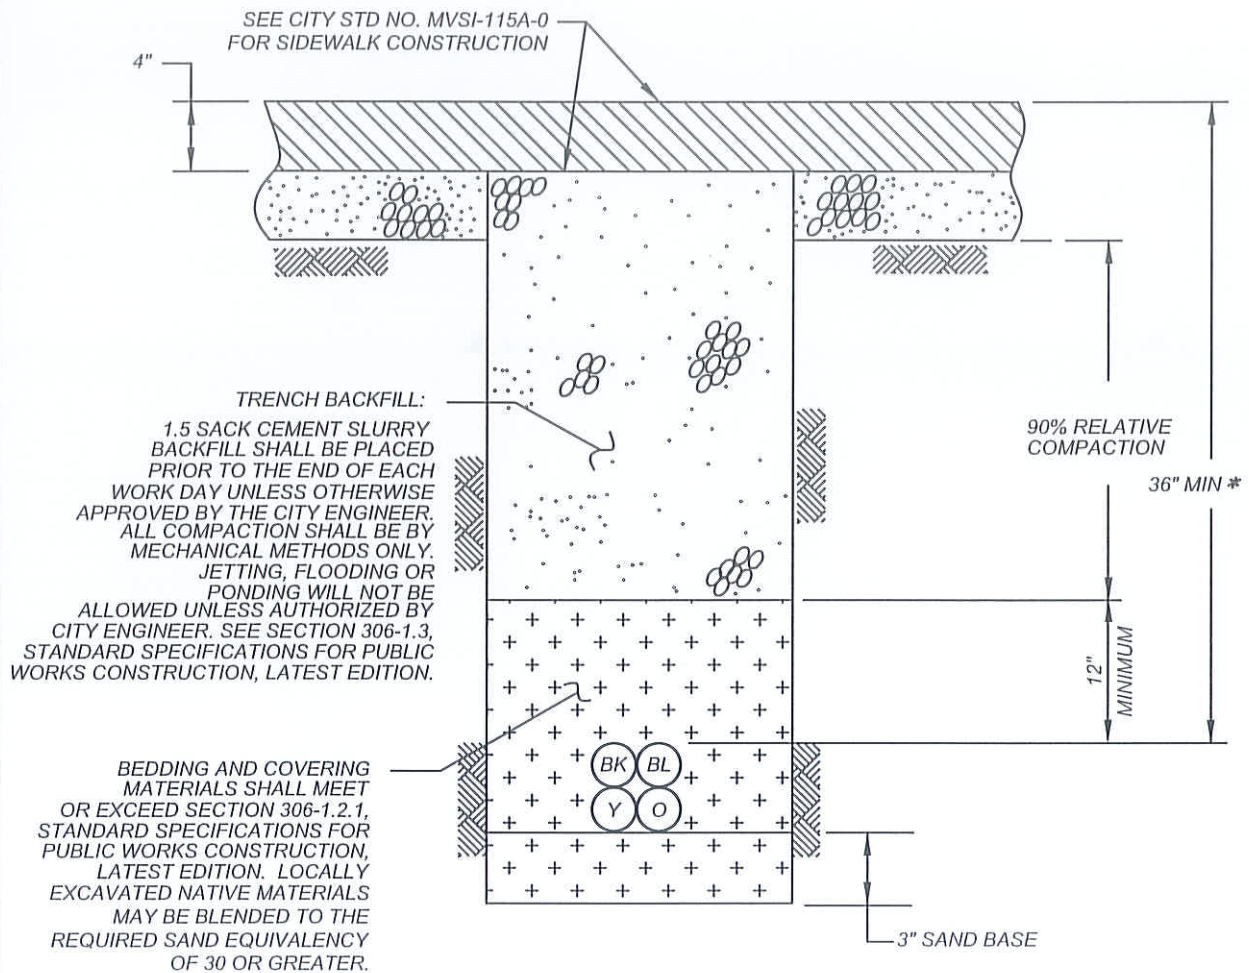 SEE CITY STD NO. MVSI-115A-0
FOR SIDEWALK CONSTRUCTION
4"
TRENCH BACKFILL:
1.5 SACK CEMENT SLURRY
BACKFILL SHALL BE PLACED
PRIOR TO THE END OF EACH
WORK DAY UNLESS OTHERWISE
APPROVED BY THE CITY ENGINEER.
ALL COMPACTION SHALL BE BY
MECHANICAL METHODS ONLY.
JETTING, FLOODING OR
PONDING WILL NOT BE
ALLOWED UNLESS AUTHORIZED BY
CITY ENGINEER. SEE SECTION 306-1.3,
STANDARD SPECIFICATIONS FOR PUBLIC
WORKS CONSTRUCTION, LATEST EDITION.
90% RELATIVE
COMPACTION
36" MIN *
12"
MINIMUM
BK BL
Y O
BEDDING AND COVERING
MATERIALS SHALL MEET
OR EXCEED SECTION 306-1.2.1,
STANDARD SPECIFICATIONS FOR
PUBLIC WORKS CONSTRUCTION,
LATEST EDITION. LOCALLY
EXCAVATED NATIVE MATERIALS
MAY BE BLENDED TO THE
REQUIRED SAND EQUIVALENCY
OF 30 OR GREATER.
3" SAND BASE